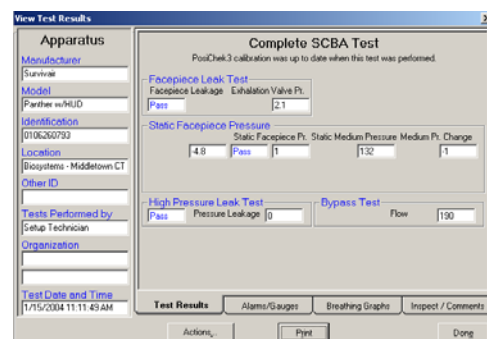 View Test Results
Apparatus
Manufacturer
Survivair
Model
Panther w/HUD
Identification
0106260793
Location
Biosystems - Middletown CT
Other ID
Tests Performed by
Setup Technician
Organization
Test Date and Time
1/15/2004 11:11:49 AM
Complete SCBA Test
PosiChek3 calibration was up to date when this test was performed.
Facepiece Leak Test
Facepiece Leakage Exhalation Valve Pr.
Pass 2.1
Static Facepiece Pressure
Static Facepiece Pr. Static Medium Pressure Medium Pr. Change
-4.8 Pass 1 132 -1
High Pressure Leak Test
Pass Pressure Leakage 0
Bypass Test
Flow 190
Test Results Alarms/Gauges Breathing Graphs Inspect / Comments
Actions... Print Done